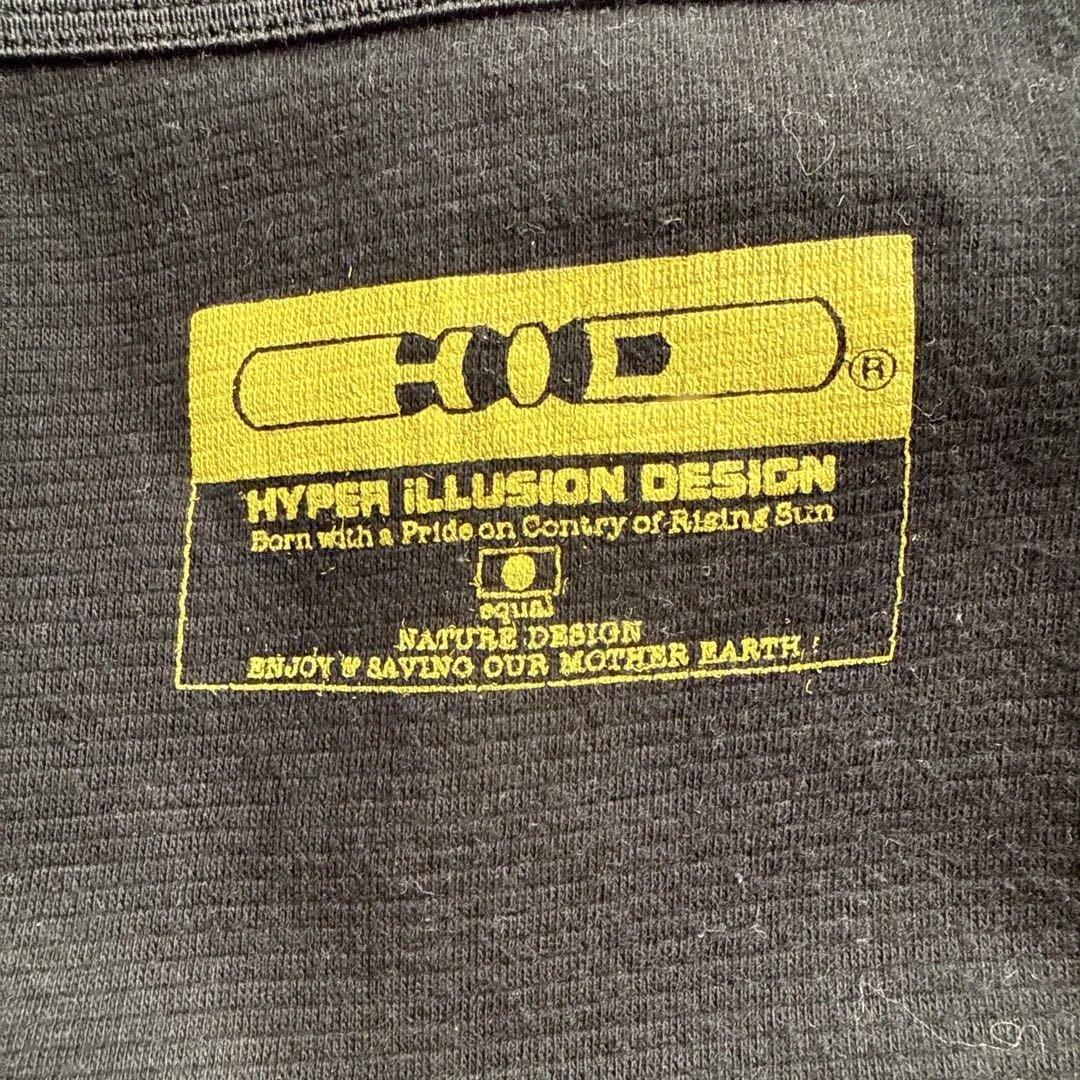 HYPER iLLUSION DESIGN
Born with a Pride on Contry of Rising Sun
equal
NATURE DESIGN
ENJOY & SAVING OUR MOTHER EARTH